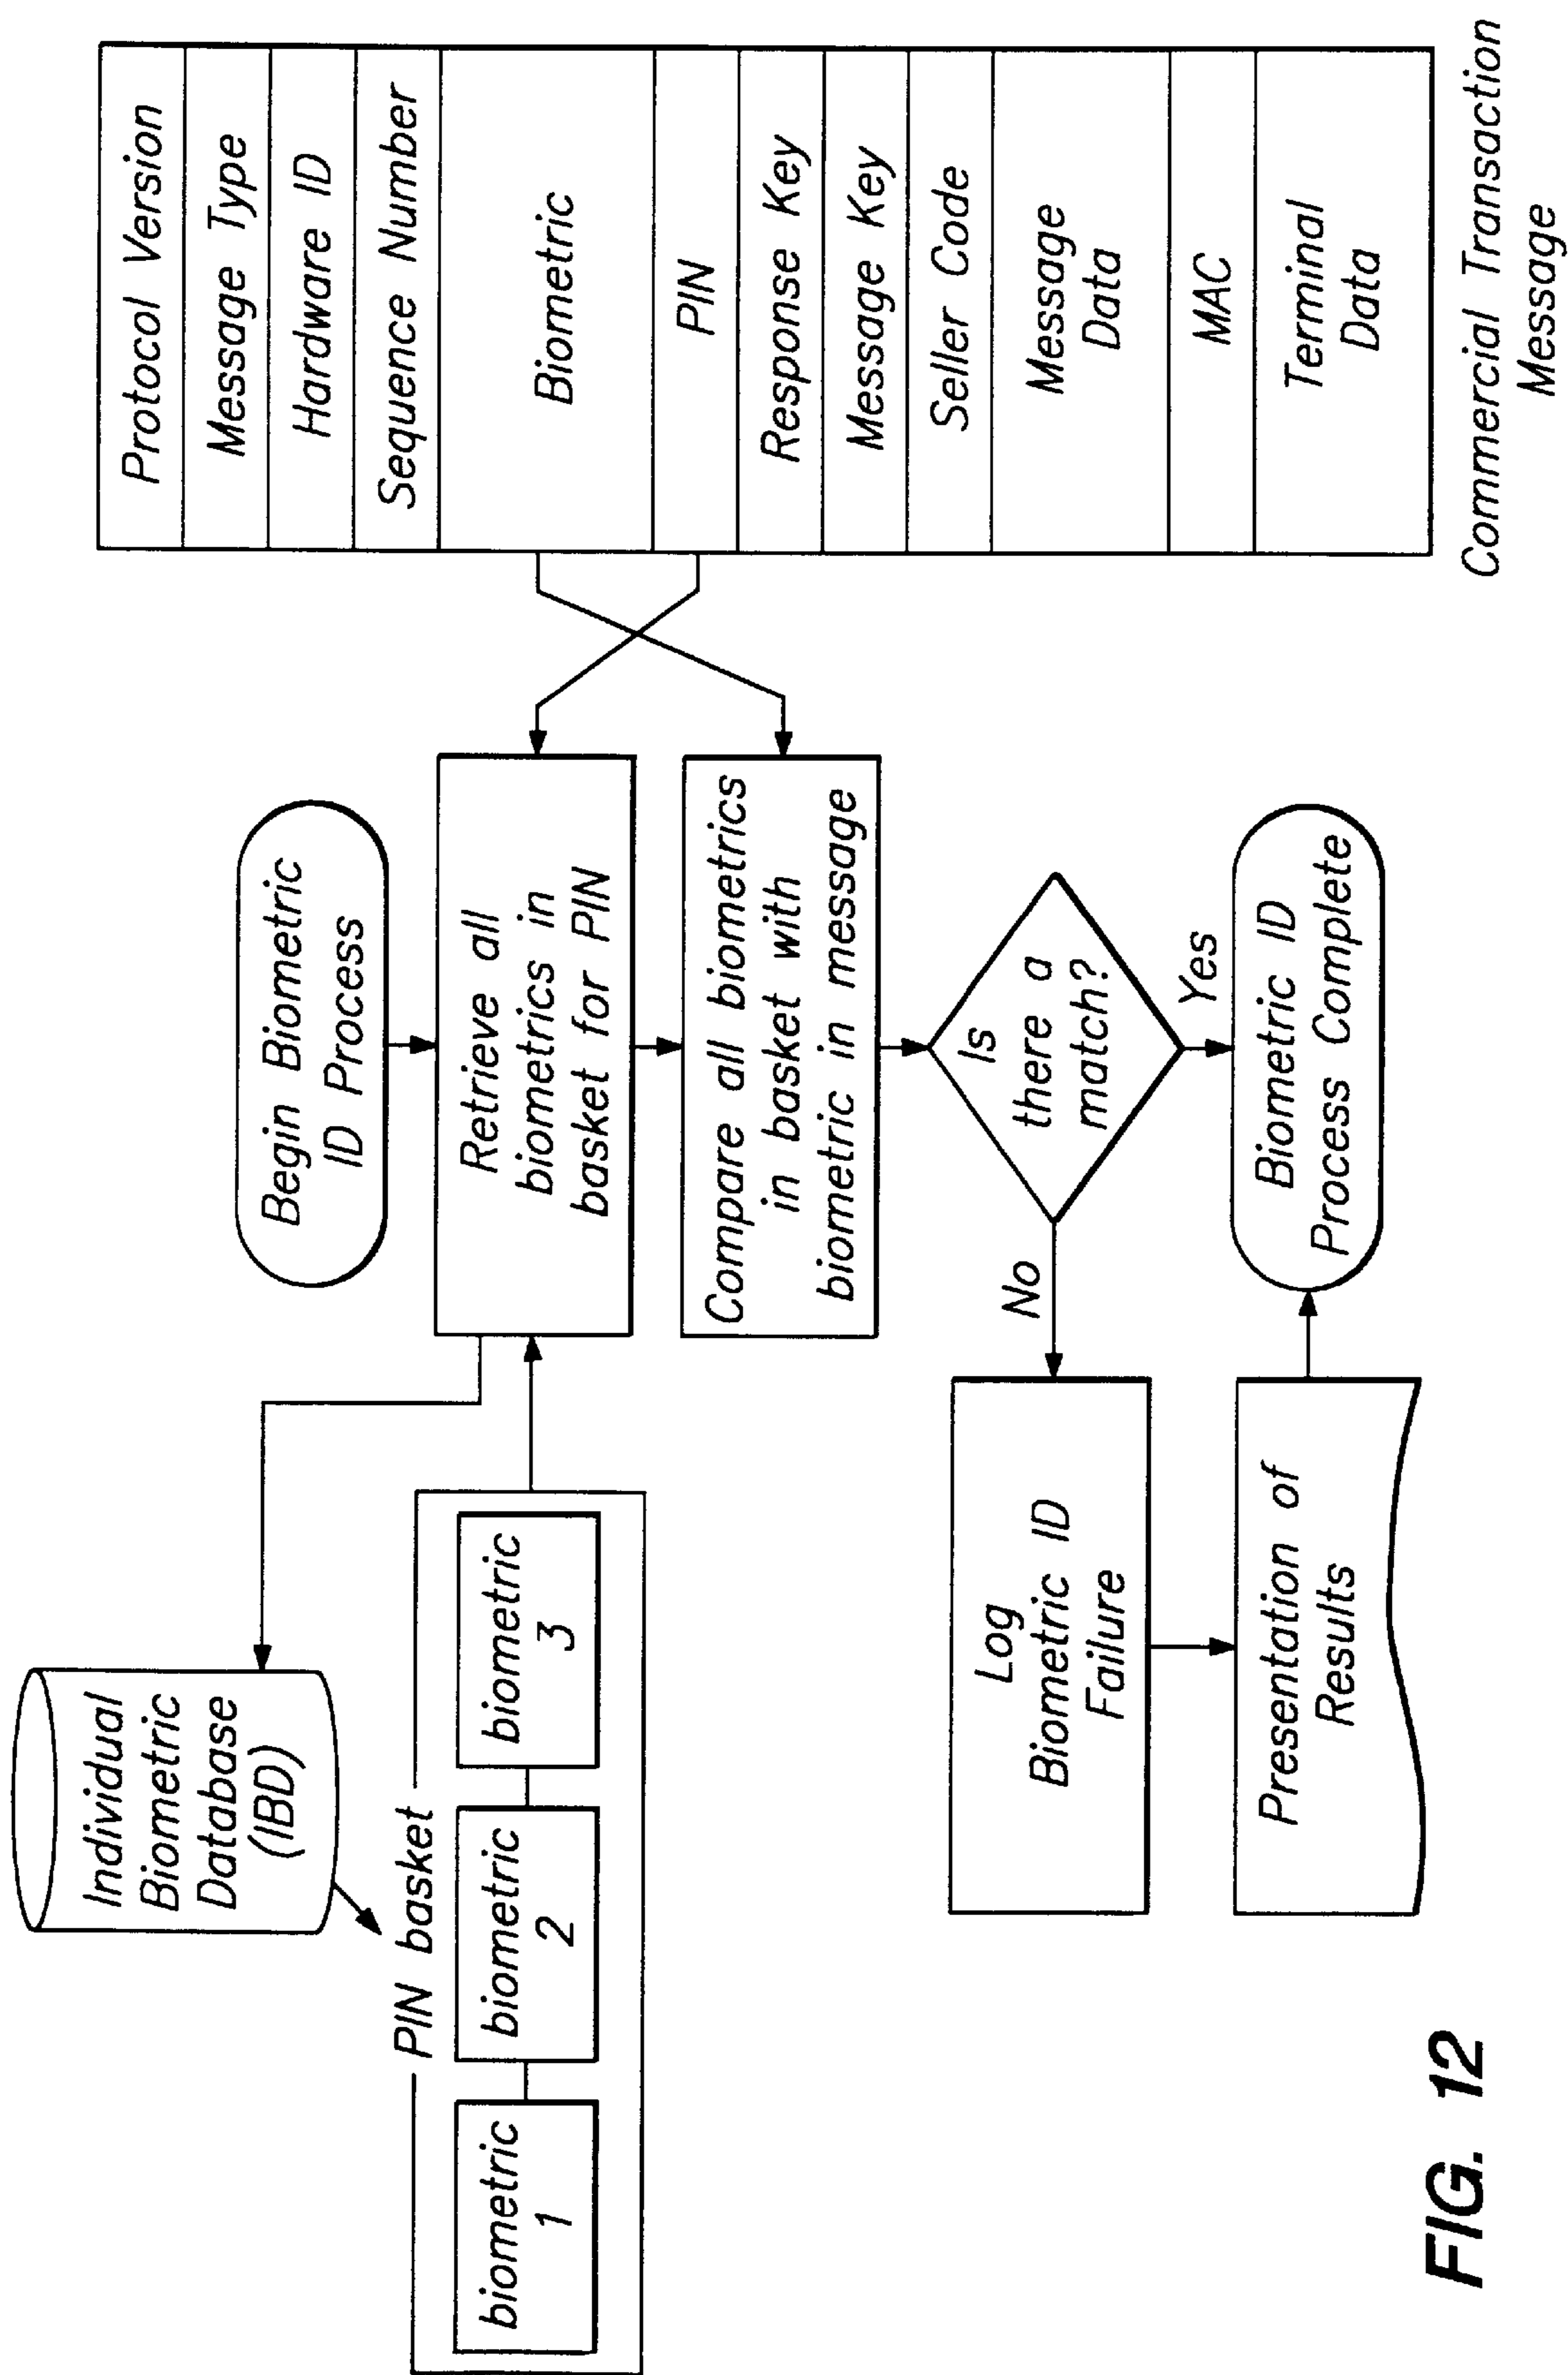 Individual
Biometric
Database
(IBD)
PIN basket
biometric
1
biometric
2
biometric
3
Begin Biometric
ID Process
Retrieve all
biometrics in
basket for PIN
Compare all biometrics
in basket with
biometric in message
Is
there a
match?
No
Yes
Log
Biometric ID
Failure
Presentation of
Results
Biometric ID
Process Complete
Protocol Version
Message Type
Hardware ID
Sequence Number
Biometric
PIN
Response Key
Message Key
Seller Code
Message
Data
MAC
Terminal
Data
Commercial Transaction
Message
FIG. 12